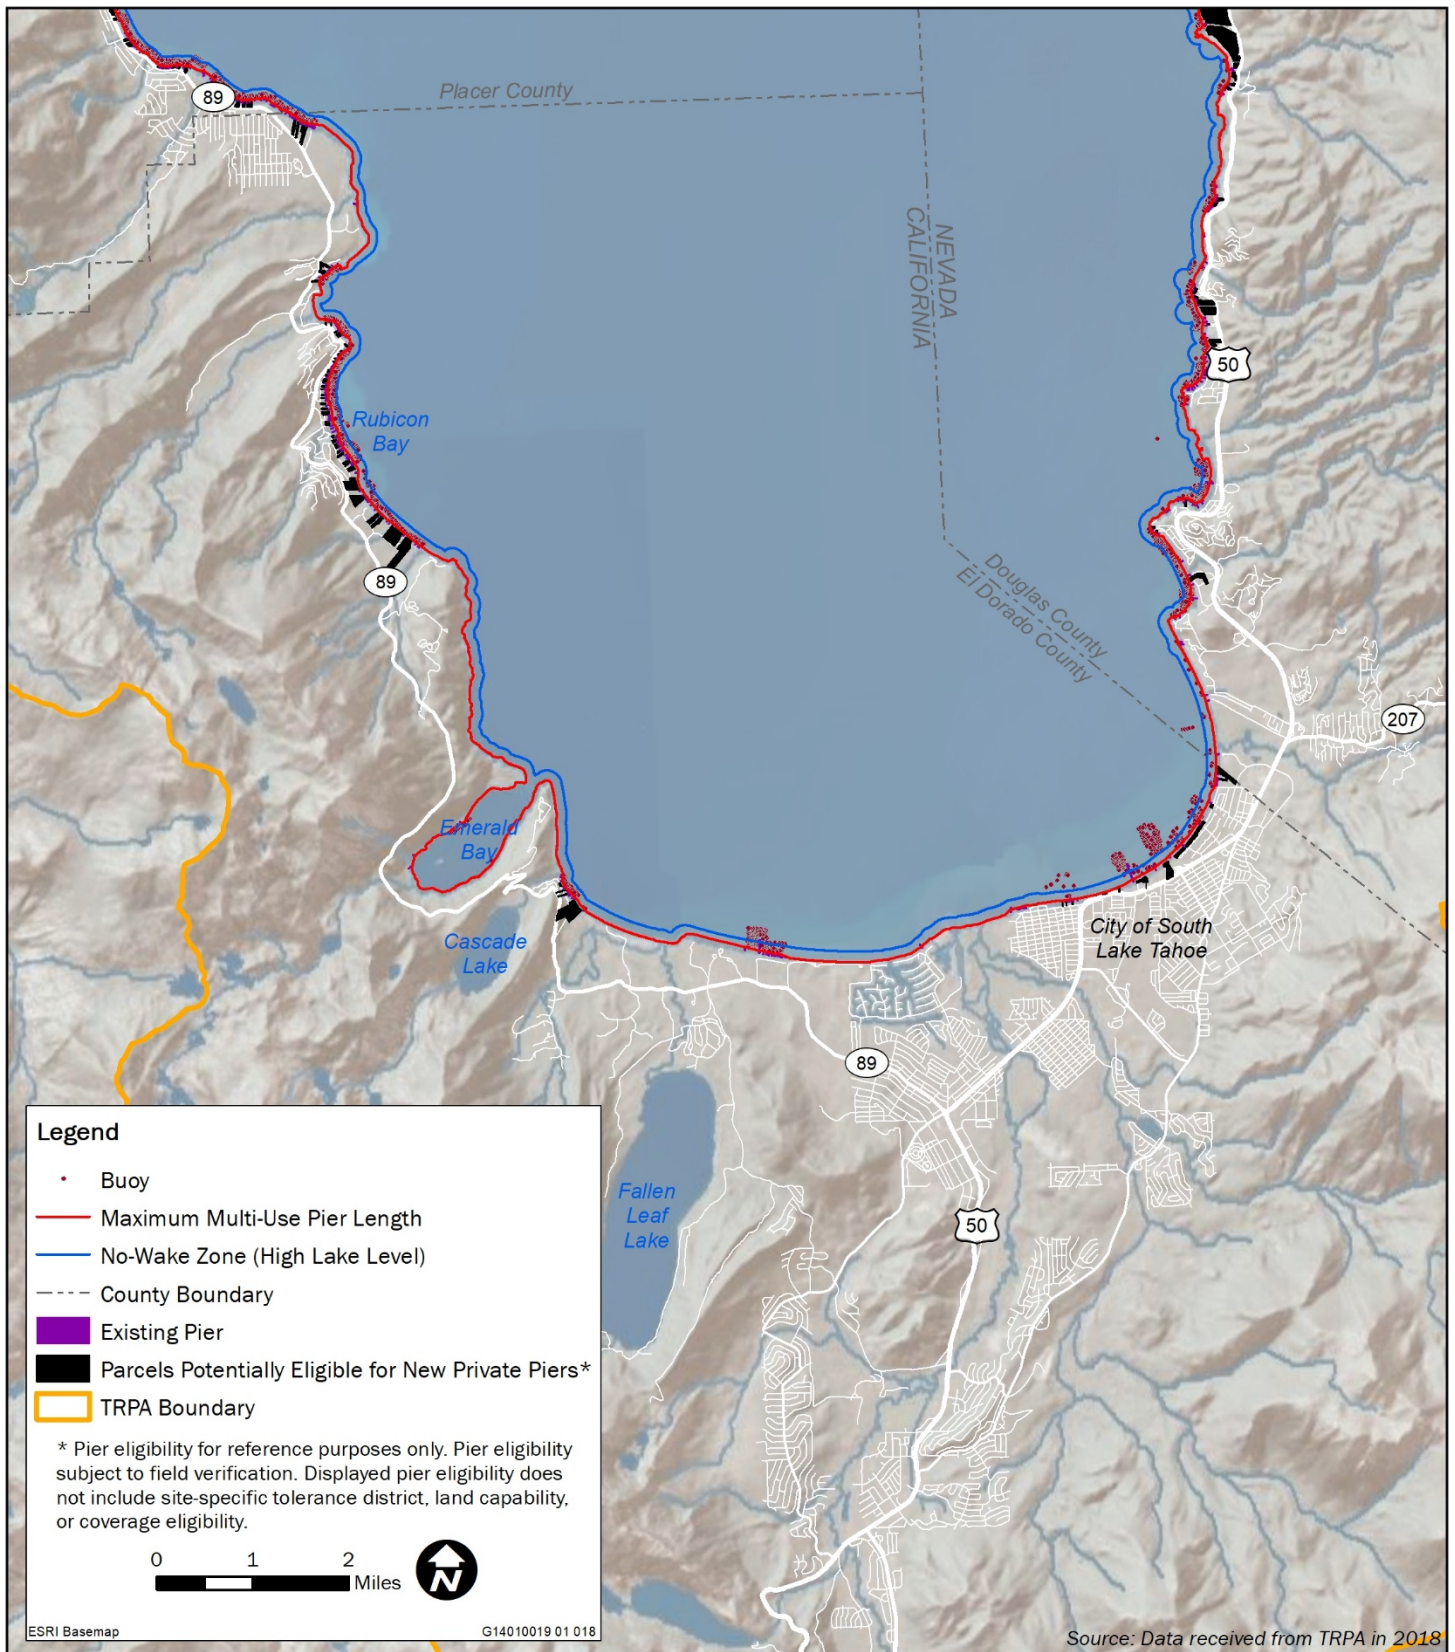 89
Placer County
NEVADA
CALIFORNIA
50
Rubicon
Bay
89
Douglas County
El Dorado County
207
Emerald
Bay
City of South
Lake Tahoe
Cascade
Lake
89
Fallen
Leaf
Lake
50
Legend
Buoy
Maximum Multi-Use Pier Length
No-Wake Zone (High Lake Level)
County Boundary
Existing Pier
Parcels Potentially Eligible for New Private Piers*
TRPA Boundary
* Pier eligibility for reference purposes only. Pier eligibility
subject to field verification. Displayed pier eligibility does
not include site-specific tolerance district, land capability,
or coverage eligibility.
0 1 2
Miles
N
ESRI Basemap
G14010019 01 018
Source: Data received from TRPA in 2018